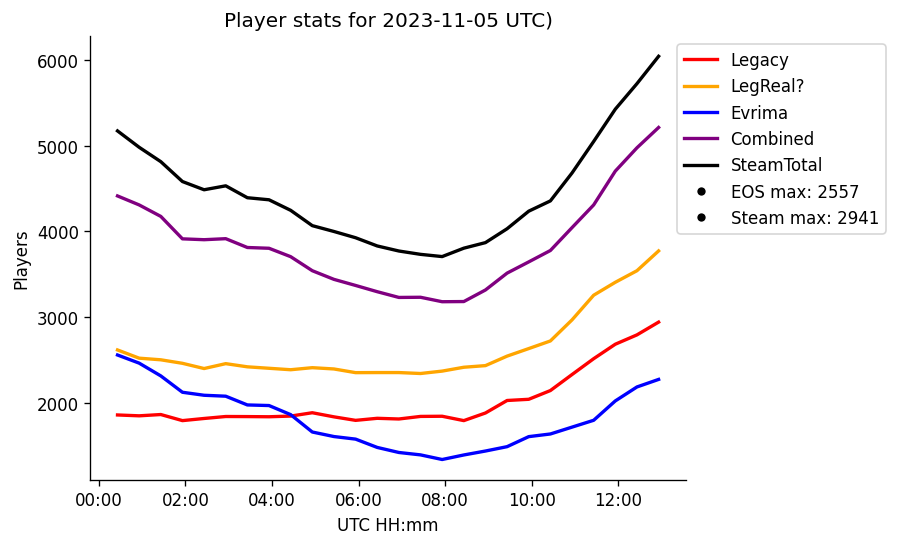 Player stats for 2023-11-05 UTC)
6000
5000
4000
3000
2000
Players
00:00 02:00 04:00 06:00 08:00 10:00 12:00
UTC HH:mm
Legacy
LegReal?
Evrima
Combined
SteamTotal
EOS max: 2557
Steam max: 2941